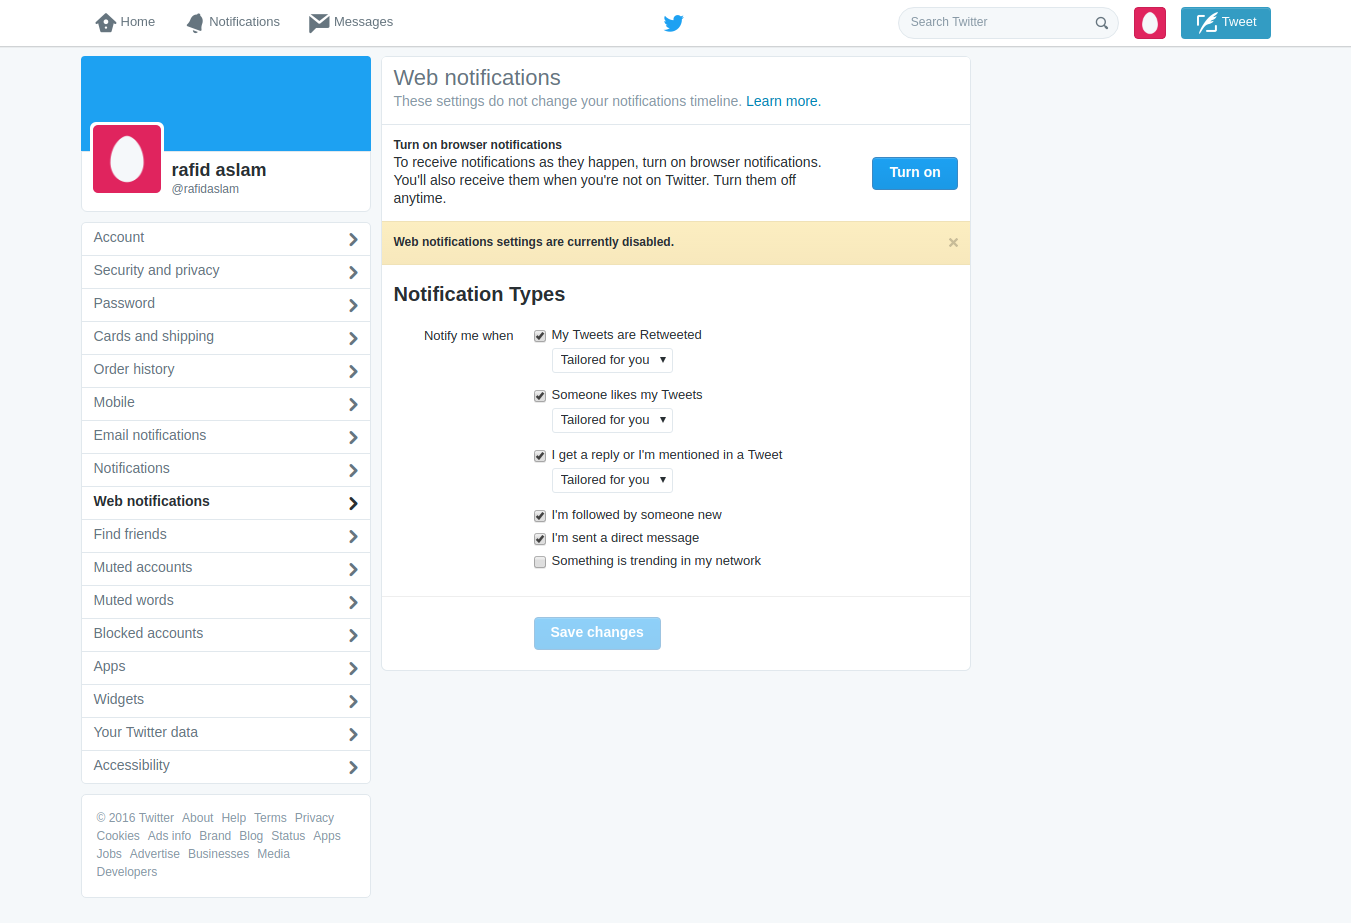 Home Notifications Messages Search Twitter Tweet
rafid aslam
@rafidaslam
Account
Security and privacy
Password
Cards and shipping
Order history
Mobile
Email notifications
Notifications
Web notifications
Find friends
Muted accounts
Muted words
Blocked accounts
Apps
Widgets
Your Twitter data
Accessibility
© 2016 Twitter About Help Terms Privacy
Cookies Ads info Brand Blog Status Apps
Jobs Advertise Businesses Media
Developers
Web notifications
These settings do not change your notifications timeline. Learn more.
Turn on browser notifications
To receive notifications as they happen, turn on browser notifications.
You'll also receive them when you're not on Twitter. Turn them off
anytime.
Turn on
Web notifications settings are currently disabled.
Notification Types
Notify me when My Tweets are Retweeted
Tailored for you
Someone likes my Tweets
Tailored for you
I get a reply or I'm mentioned in a Tweet
Tailored for you
I'm followed by someone new
I'm sent a direct message
Something is trending in my network
Save changes